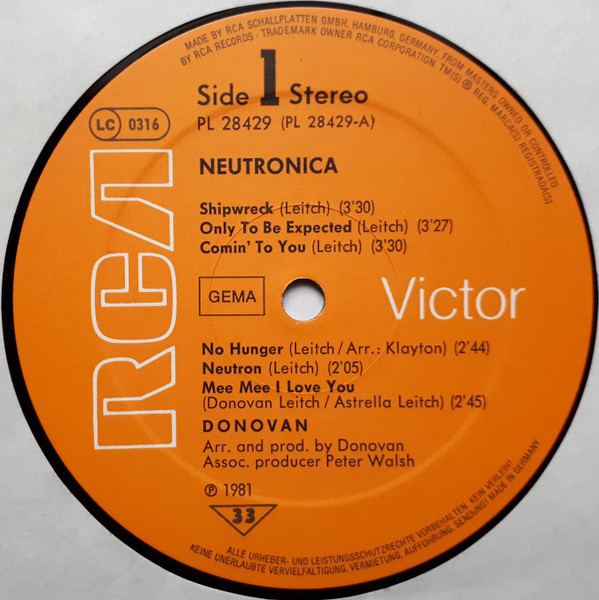 MADE BY RCA SCHALLPLATTEN GMBH, HAMBURG, GERMANY, FROM MASTERS OWNED OR CONTROLLED
BY RCA RECORDS · TRADEMARK OWNER RCA CORPORATION, TM(S) ® REG. MARCA(S) REGISTRADA(S)
Side 1 Stereo
PL 28429 (PL 28429-A)
LC 0316
NEUTRONICA
Shipwreck (Leitch) (3'30)
Only To Be Expected (Leitch) (3'27)
Comin' To You (Leitch) (3'30)
RCA
GEMA
Victor
No Hunger (Leitch / Arr.: Klayton) (2'44)
Neutron (Leitch) (2'05)
Mee Mee I Love You
(Donovan Leitch / Astrella Leitch) (2'45)
DONOVAN
Arr. and prod. by Donovan
Assoc. producer Peter Walsh
℗ 1981
33
ALLE URHEBER- UND LEISTUNGSSCHUTZRECHTE VORBEHALTEN. KEIN VERLEIH!
KEINE UNERLAUBTE VERVIELFÄLTIGUNG, VERMIETUNG, AUFFÜHRUNG, SENDUNG! MADE IN GERMANY